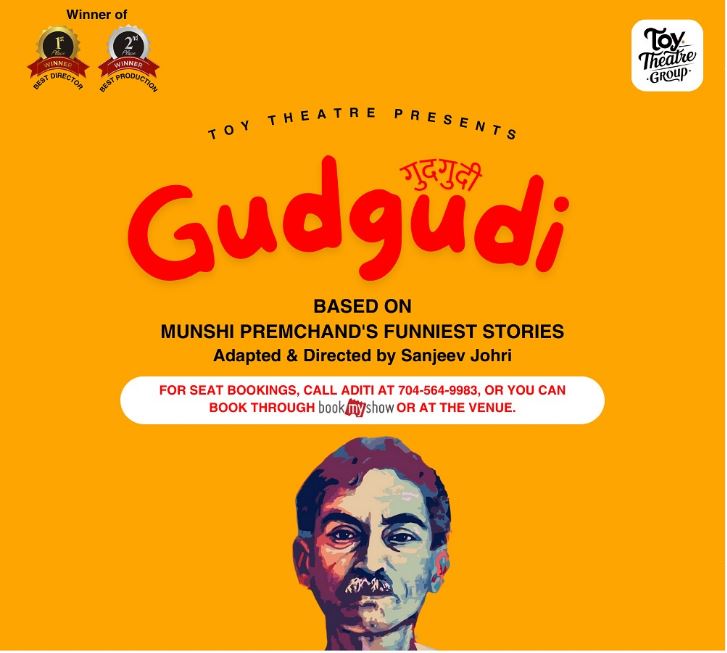 Winner of
1st
Place
WINNER
BEST DIRECTOR
2nd
Place
WINNER
BEST PRODUCTION
Toy
Theatre
GROUP
TOY THEATRE PRESENTS
गुदगुदी
Gudgudi
BASED ON
MUNSHI PREMCHAND'S FUNNIEST STORIES
Adapted & Directed by Sanjeev Johri
FOR SEAT BOOKINGS, CALL ADITI AT 704-564-9983, OR YOU CAN
BOOK THROUGH bookmyshow OR AT THE VENUE.